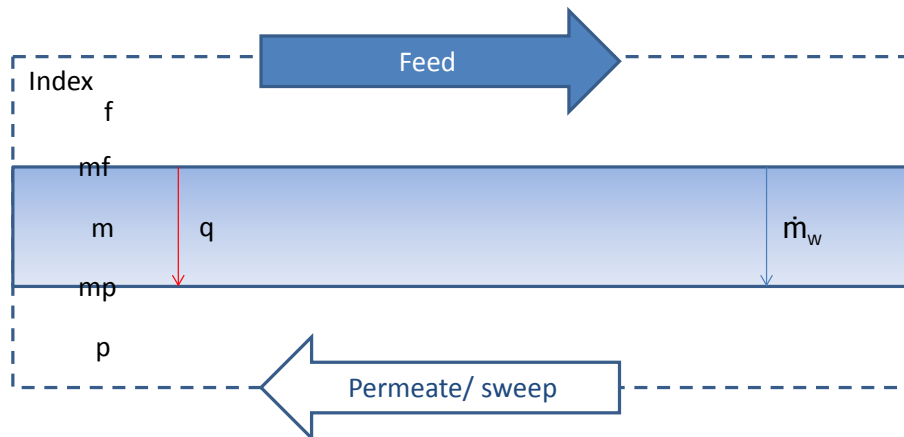 Feed
Index
f
mf
m
q
ṁw
mp
p
Permeate/ sweep